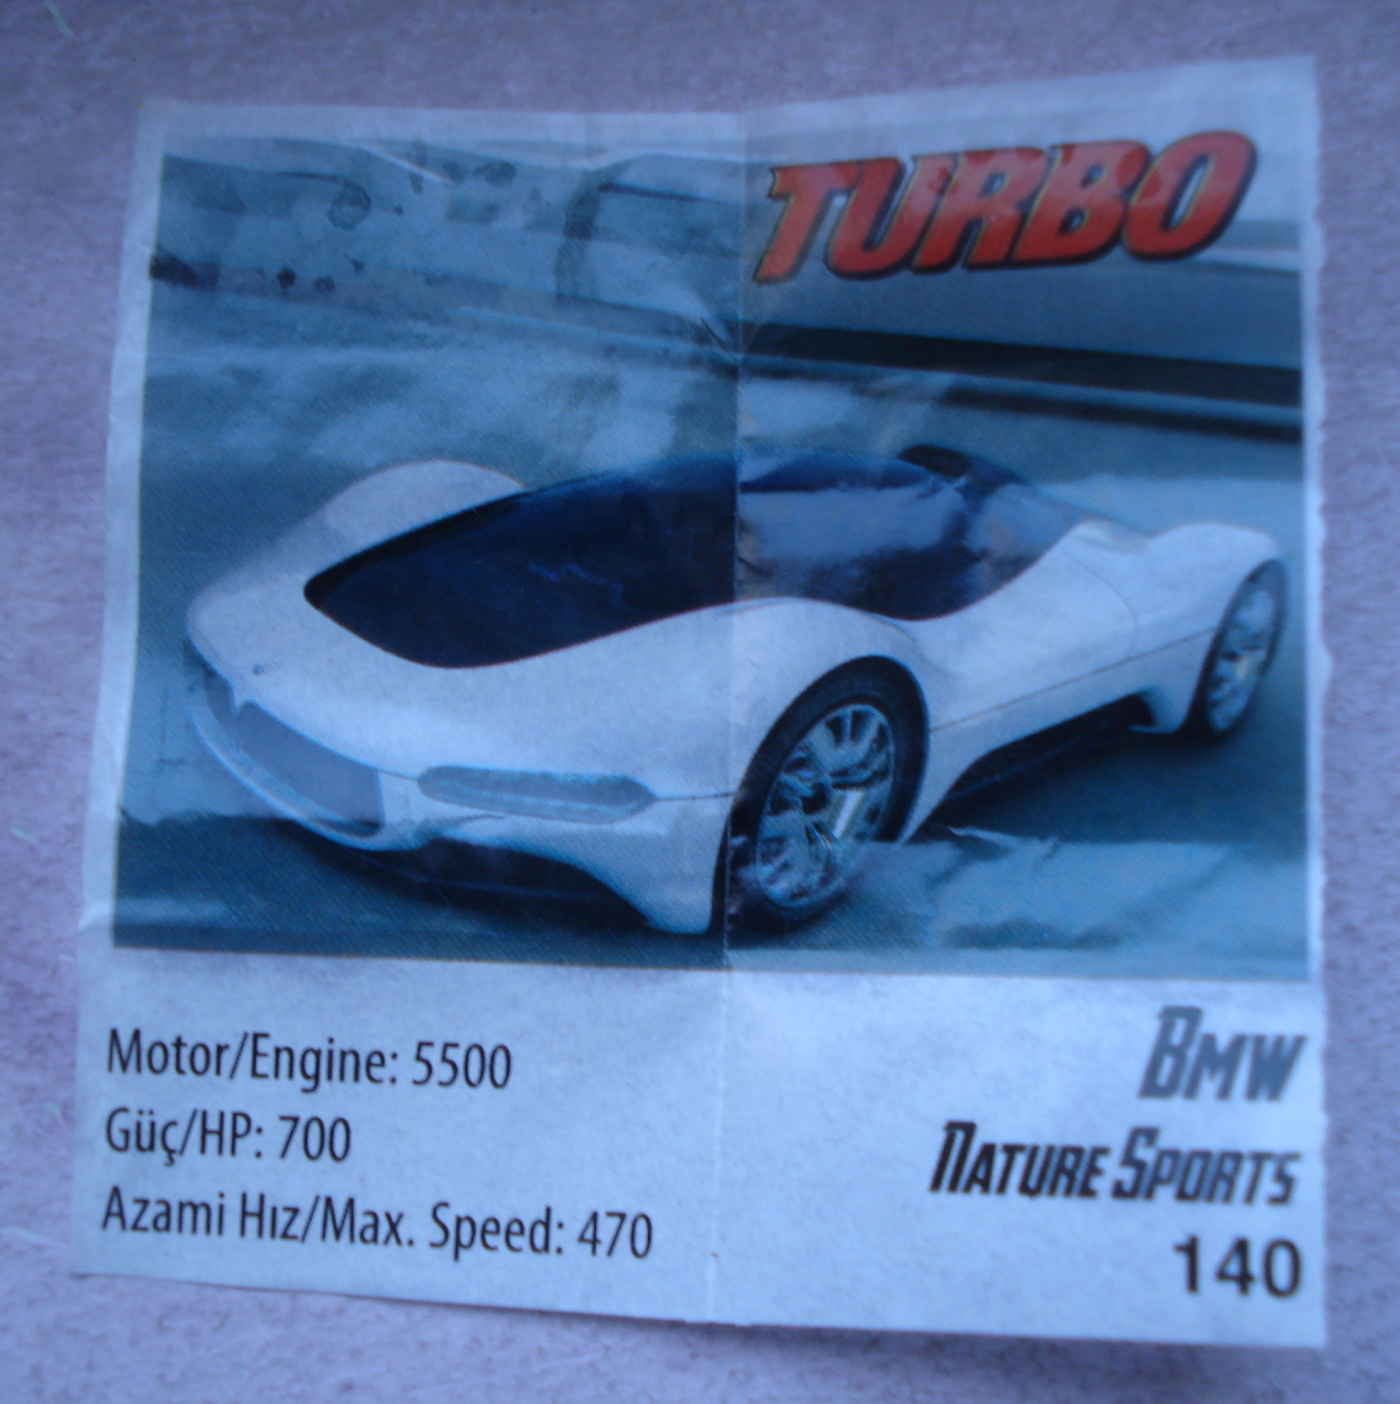 TURBO
Motor/Engine: 5500
Güç/HP: 700
Azami Hız/Max. Speed: 470
BMW
NATURE SPORTS
140